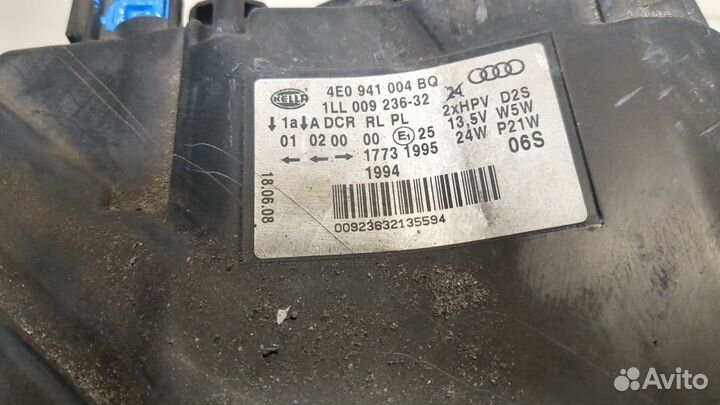 HELLA
4E0 941 004 BQ
1LL 009 236-32
↓1a↓A DCR RL PL
01 02 00 00 E1 25
← ← → 1773 1995
1994
2xHPV D2S
13,5V W5W
24W P21W
06S
18.06.08
00923632135594
Avito